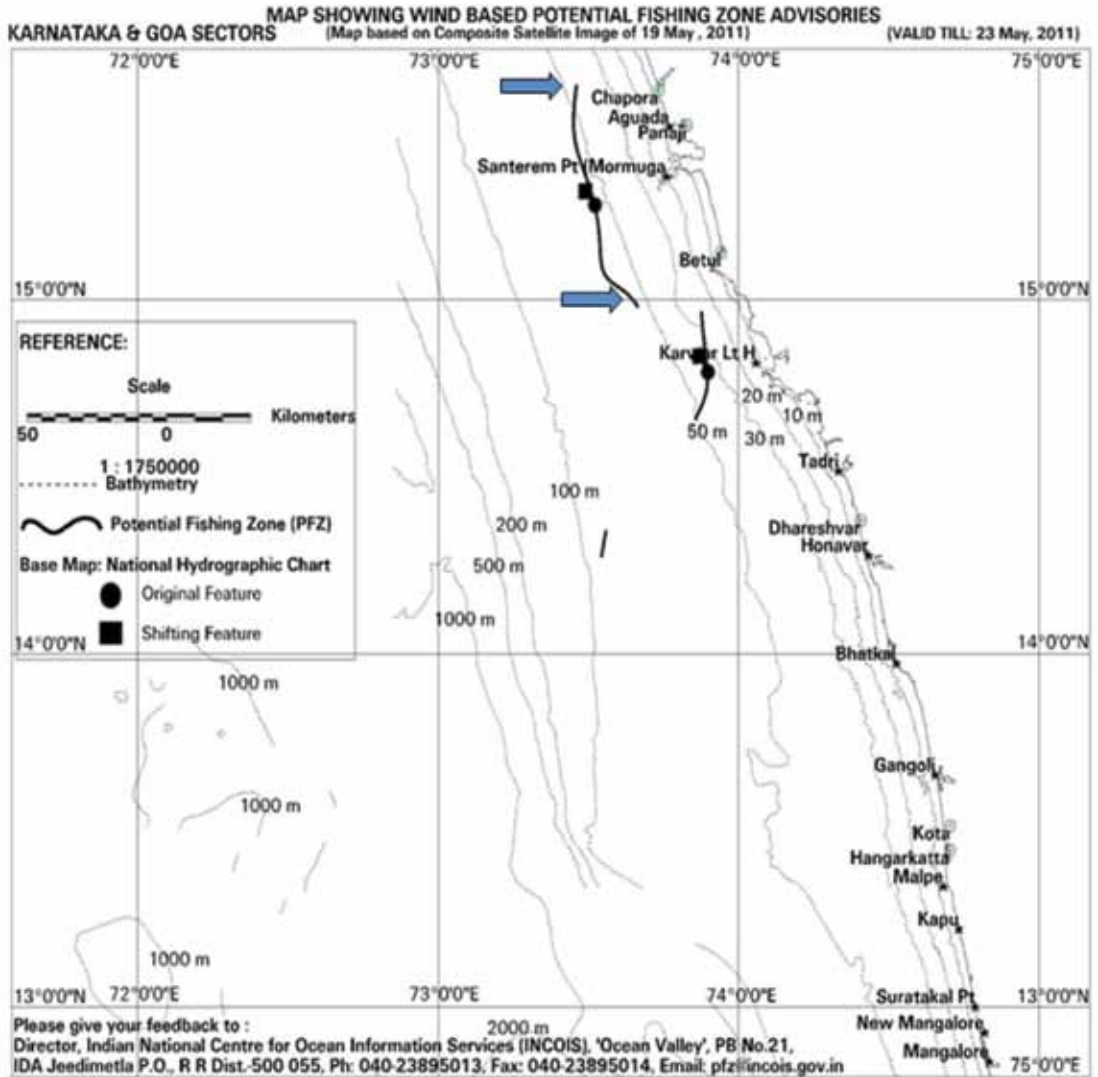 MAP SHOWING WIND BASED POTENTIAL FISHING ZONE ADVISORIES
KARNATAKA & GOA SECTORS
(Map based on Composite Satellite Image of 19 May , 2011)
(VALID TILL: 23 May, 2011)
72°0'0"E
73°0'0"E
74°0'0"E
75°0'0"E
Chapora
Aguada
Panaji
Santerem Pt (Mormuga
Betul
15°0'0"N
15°0'0"N
REFERENCE:
Scale
Kilometers
50 0
1 : 1750000
Bathymetry
Potential Fishing Zone (PFZ)
Base Map: National Hydrographic Chart
Original Feature
Shifting Feature
Karwar Lt H
20 m
10 m
50 m
30 m
Tadri
100 m
200 m
Dhareshvar
Honavar
500 m
1000 m
14°0'0"N
14°0'0"N
Bhatkal
1000 m
Gangoli
1000 m
Kota
Hangarkatta
Malpe
Kapu
1000 m
13°0'0"N
72°0'0"E
73°0'0"E
74°0'0"E
Suratakal Pt
13°0'0"N
2000 m
New Mangalore
Mangalore
75°0'0"E
Please give your feedback to :
Director, Indian National Centre for Ocean Information Services (INCOIS), 'Ocean Valley', PB No.21,
IDA Jeedimetla P.O., R R Dist.-500 055, Ph: 040-23895013, Fax: 040-23895014, Email: pfz@incois.gov.in